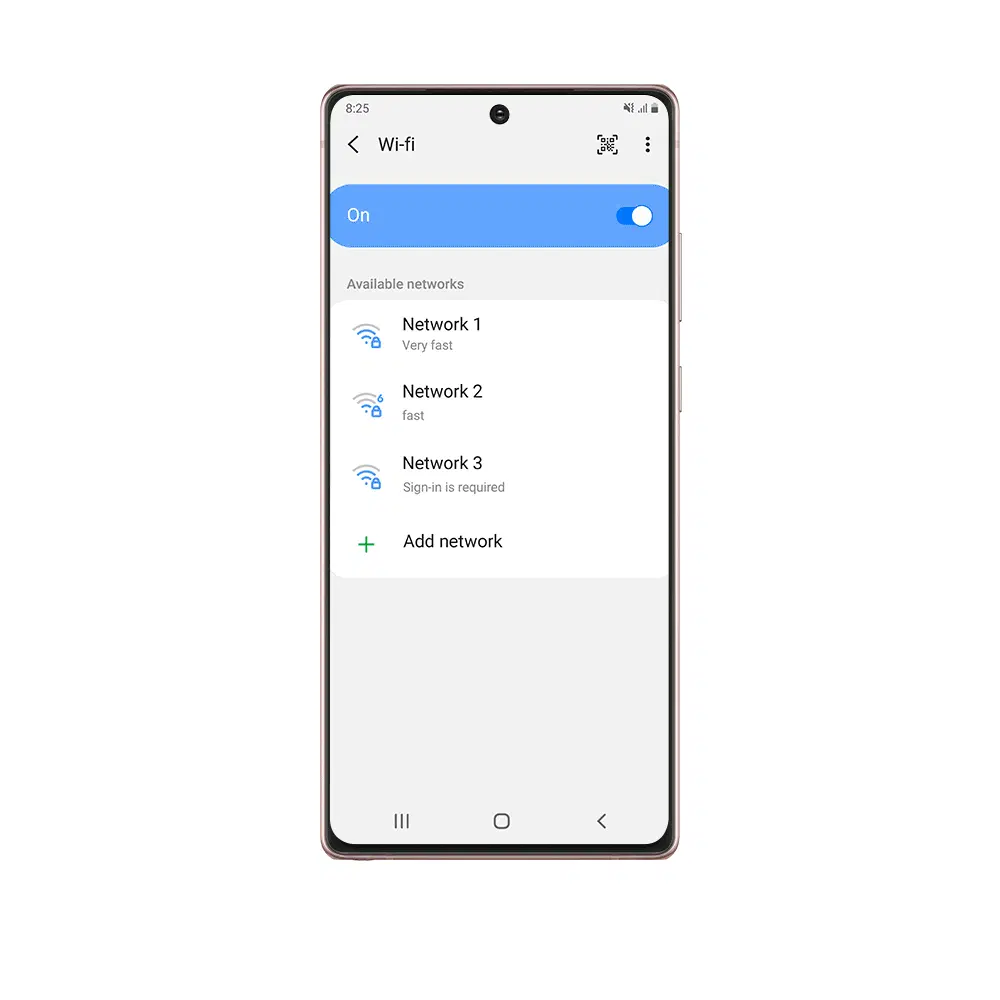 8:25
Wi-fi
On
Available networks
Network 1
Very fast
6
Network 2
fast
Network 3
Sign-in is required
Add network